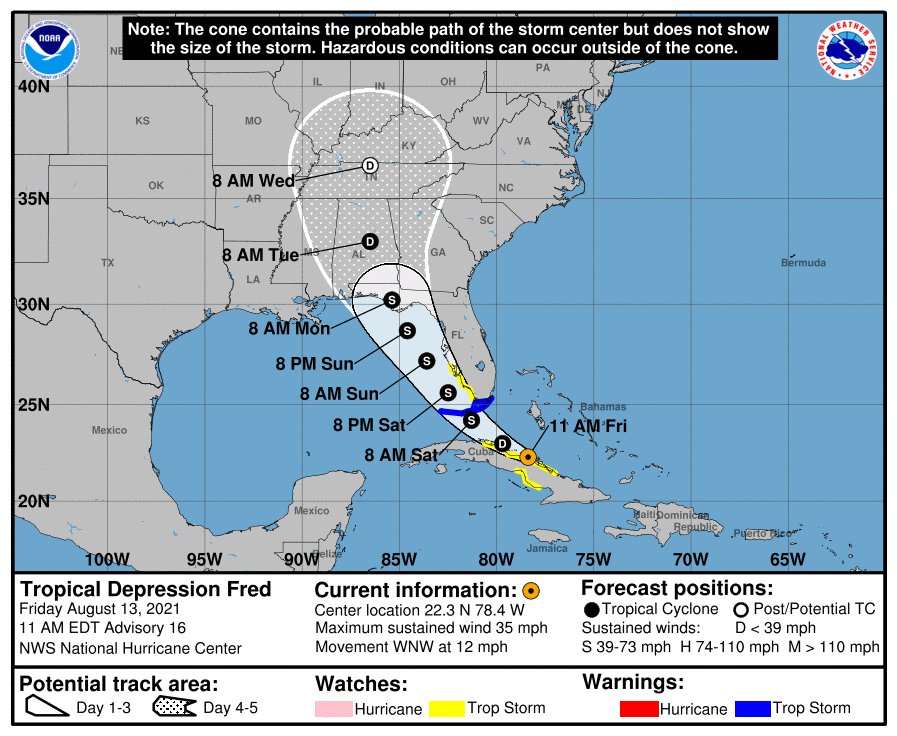 Note: The cone contains the probable path of the storm center but does not show
the size of the storm. Hazardous conditions can occur outside of the cone.
NOAA
NATIONAL WEATHER SERVICE
NE
IL
IN
OH
PA
NJ
MD
DE
40N
KS
MO
KY
WV
VA
8 AM Wed
D
TN
OK
AR
NC
35N
SC
8 AM Tue
D
MS
AL
GA
TX
LA
Bermuda
30N
S
8 AM Mon
S
FL
8 PM Sun
S
8 AM Sun
S
25N
Bahamas
8 PM Sat
S
11 AM Fri
Mexico
8 AM Sat
D
Cuba
20N
Mexico
Haiti
Dominican
Republic
Puerto Rico
Jamaica
Belize
100W
95W
90W
85W
80W
75W
70W
65W
Tropical Depression Fred
Friday August 13, 2021
11 AM EDT Advisory 16
NWS National Hurricane Center
Current information:
Center location 22.3 N 78.4 W
Maximum sustained wind 35 mph
Movement WNW at 12 mph
Forecast positions:
Tropical Cyclone
Post/Potential TC
Sustained winds:
D < 39 mph
S 39-73 mph
H 74-110 mph
M > 110 mph
Potential track area:
Day 1-3
Day 4-5
Watches:
Hurricane
Trop Storm
Warnings:
Hurricane
Trop Storm